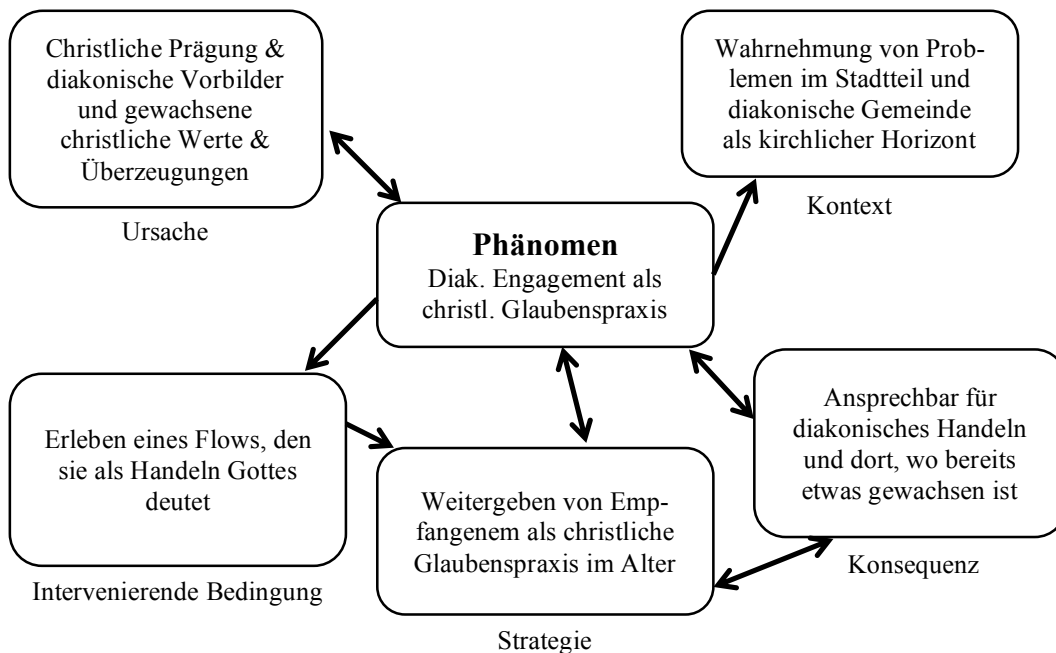 Christliche Prägung &
diakonische Vorbilder
und gewachsene
christliche Werte &
Überzeugungen
Ursache
Wahrnehmung von Prob-
lemen im Stadtteil und
diakonische Gemeinde
als kirchlicher Horizont
Kontext
Phänomen
Diak. Engagement als
christl. Glaubenspraxis
Erleben eines Flows, den
sie als Handeln Gottes
deutet
Intervenierende Bedingung
Weitergeben von Emp-
fangenem als christliche
Glaubenspraxis im Alter
Strategie
Ansprechbar für
diakonisches Handeln
und dort, wo bereits
etwas gewachsen ist
Konsequenz